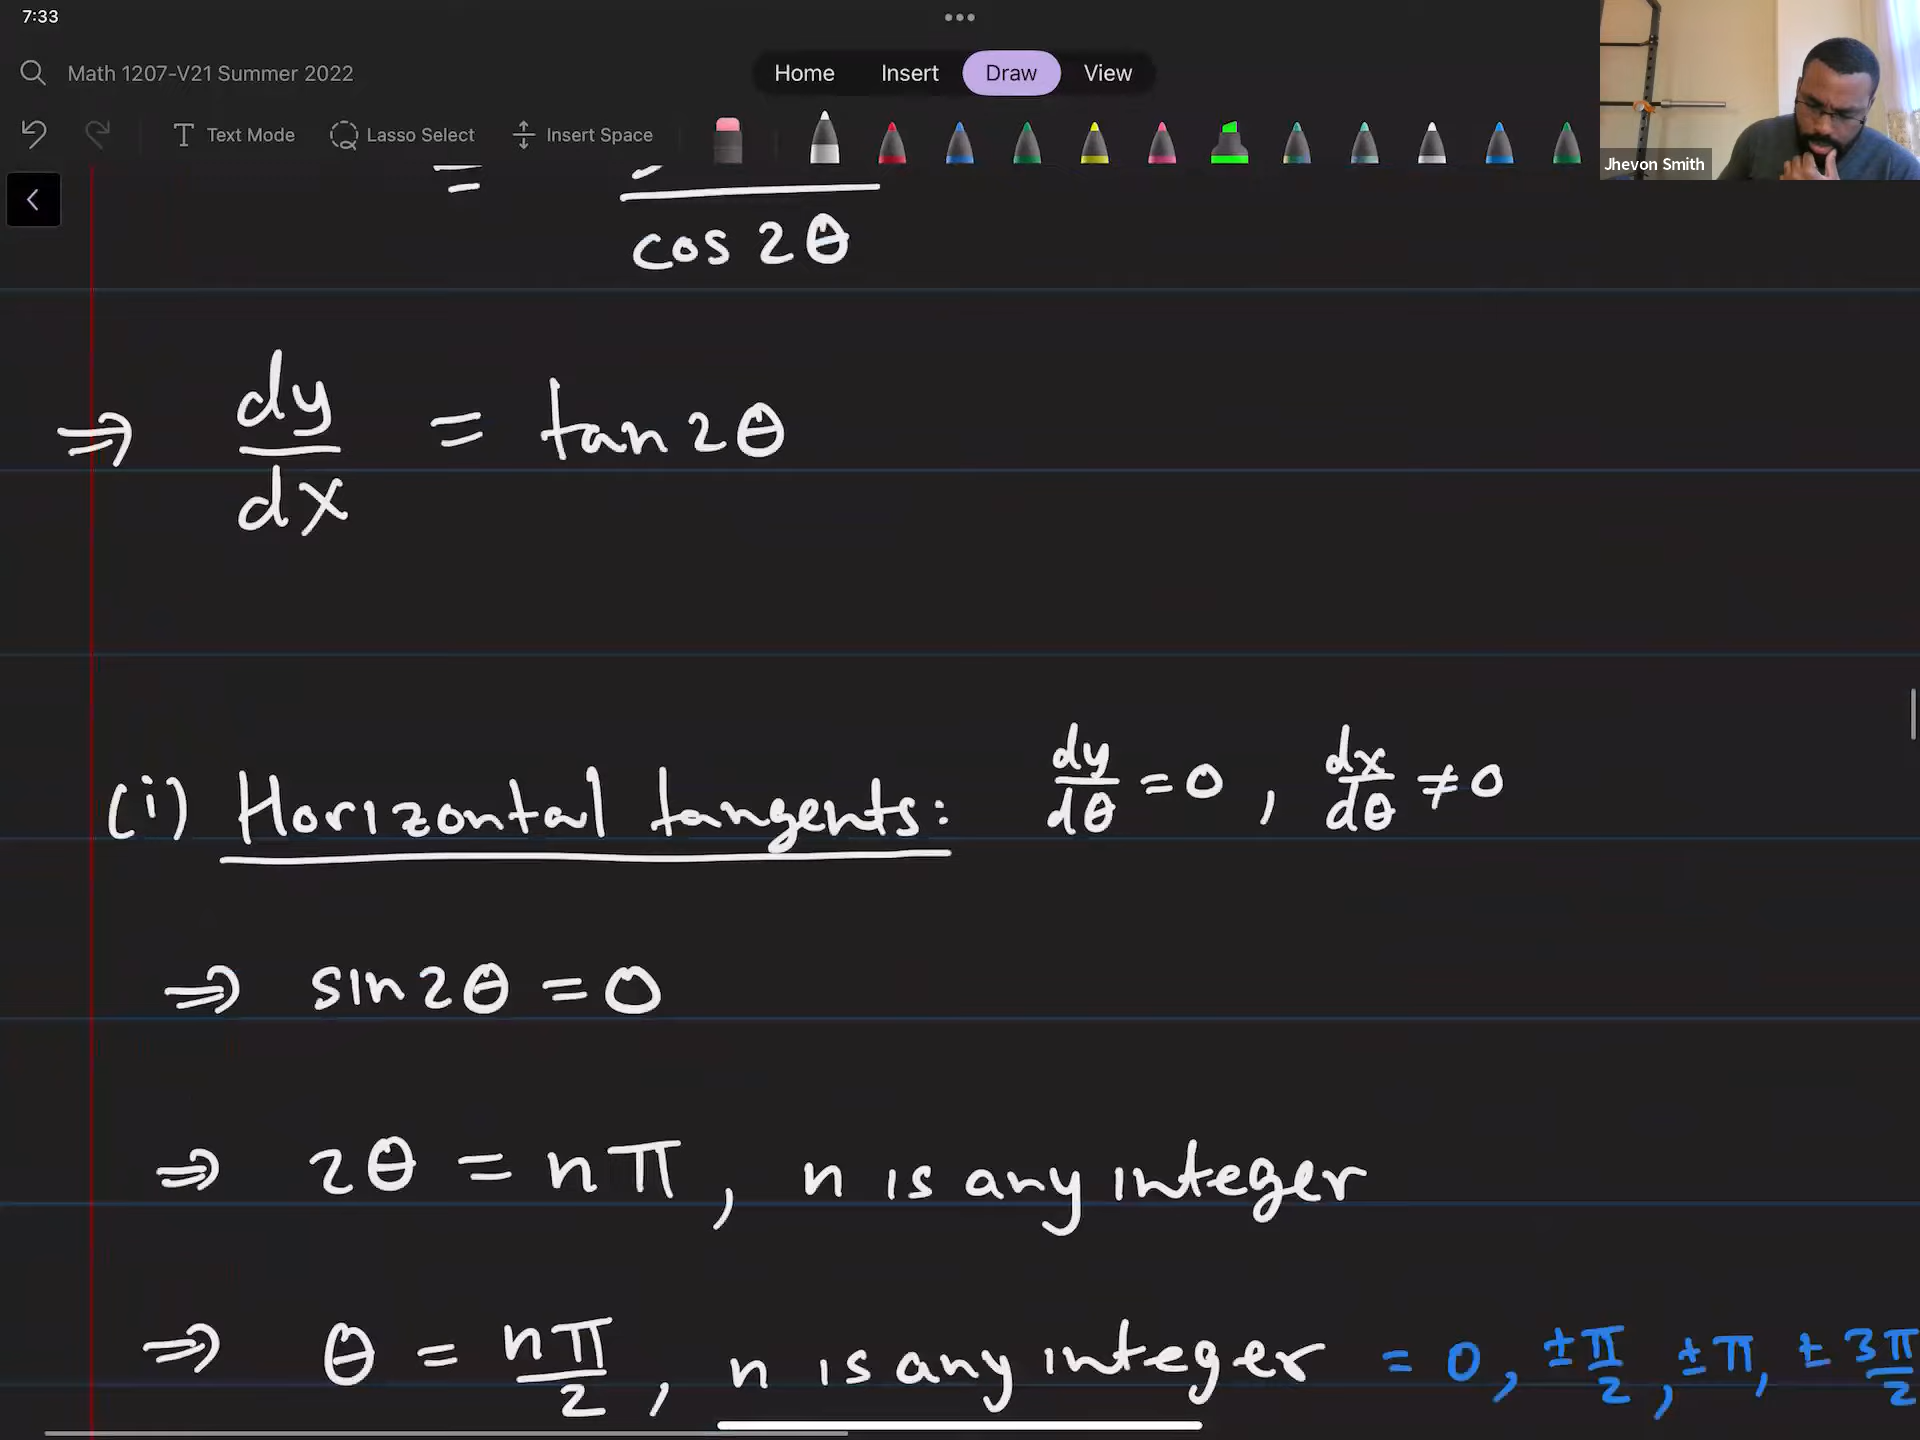 7:33
Math 1207-V21 Summer 2022
Home Insert Draw View
Text Mode Lasso Select Insert Space
Jhevon Smith
=
cos 2θ
⇒ dy/dx = tan 2θ
(i) Horizontal tangents: dy/dθ = 0, dx/dθ ≠ 0
⇒ sin 2θ = 0
⇒ 2θ = nπ, n is any integer
⇒ θ = nπ/2, n is any integer = 0, ±π/2, ±π, ±3π/2